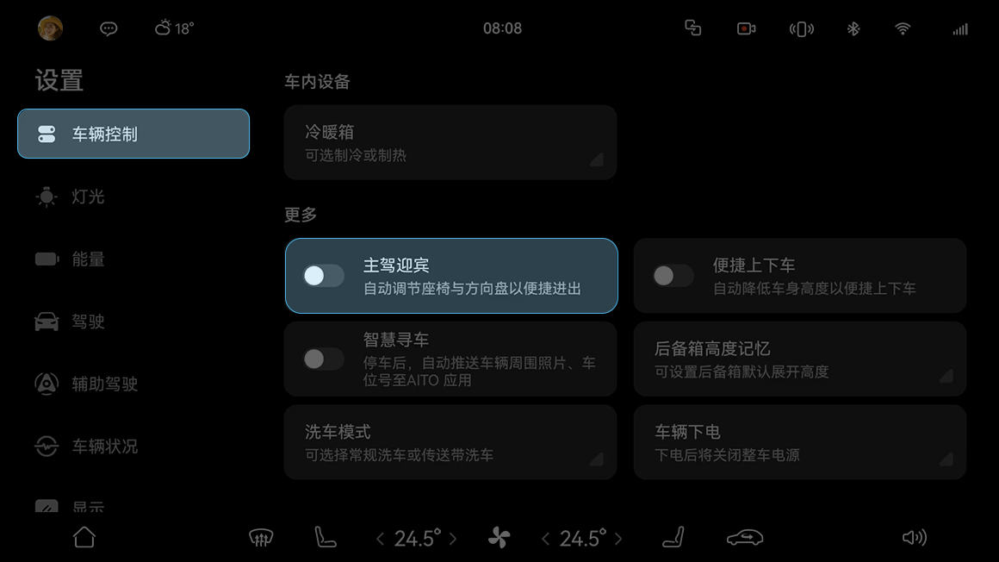 18°
08:08
设置
车辆控制
灯光
能量
驾驶
辅助驾驶
车辆状况
显示
车内设备
冷暖箱
可选制冷或制热
更多
主驾迎宾
自动调节座椅与方向盘以便捷进出
便捷上下车
自动降低车身高度以便捷上下车
智慧寻车
停车后，自动推送车辆周围照片、车
位号至AITO 应用
后备箱高度记忆
可设置后备箱默认展开高度
洗车模式
可选择常规洗车或传送带洗车
车辆下电
下电后将关闭整车电源
24.5°
24.5°